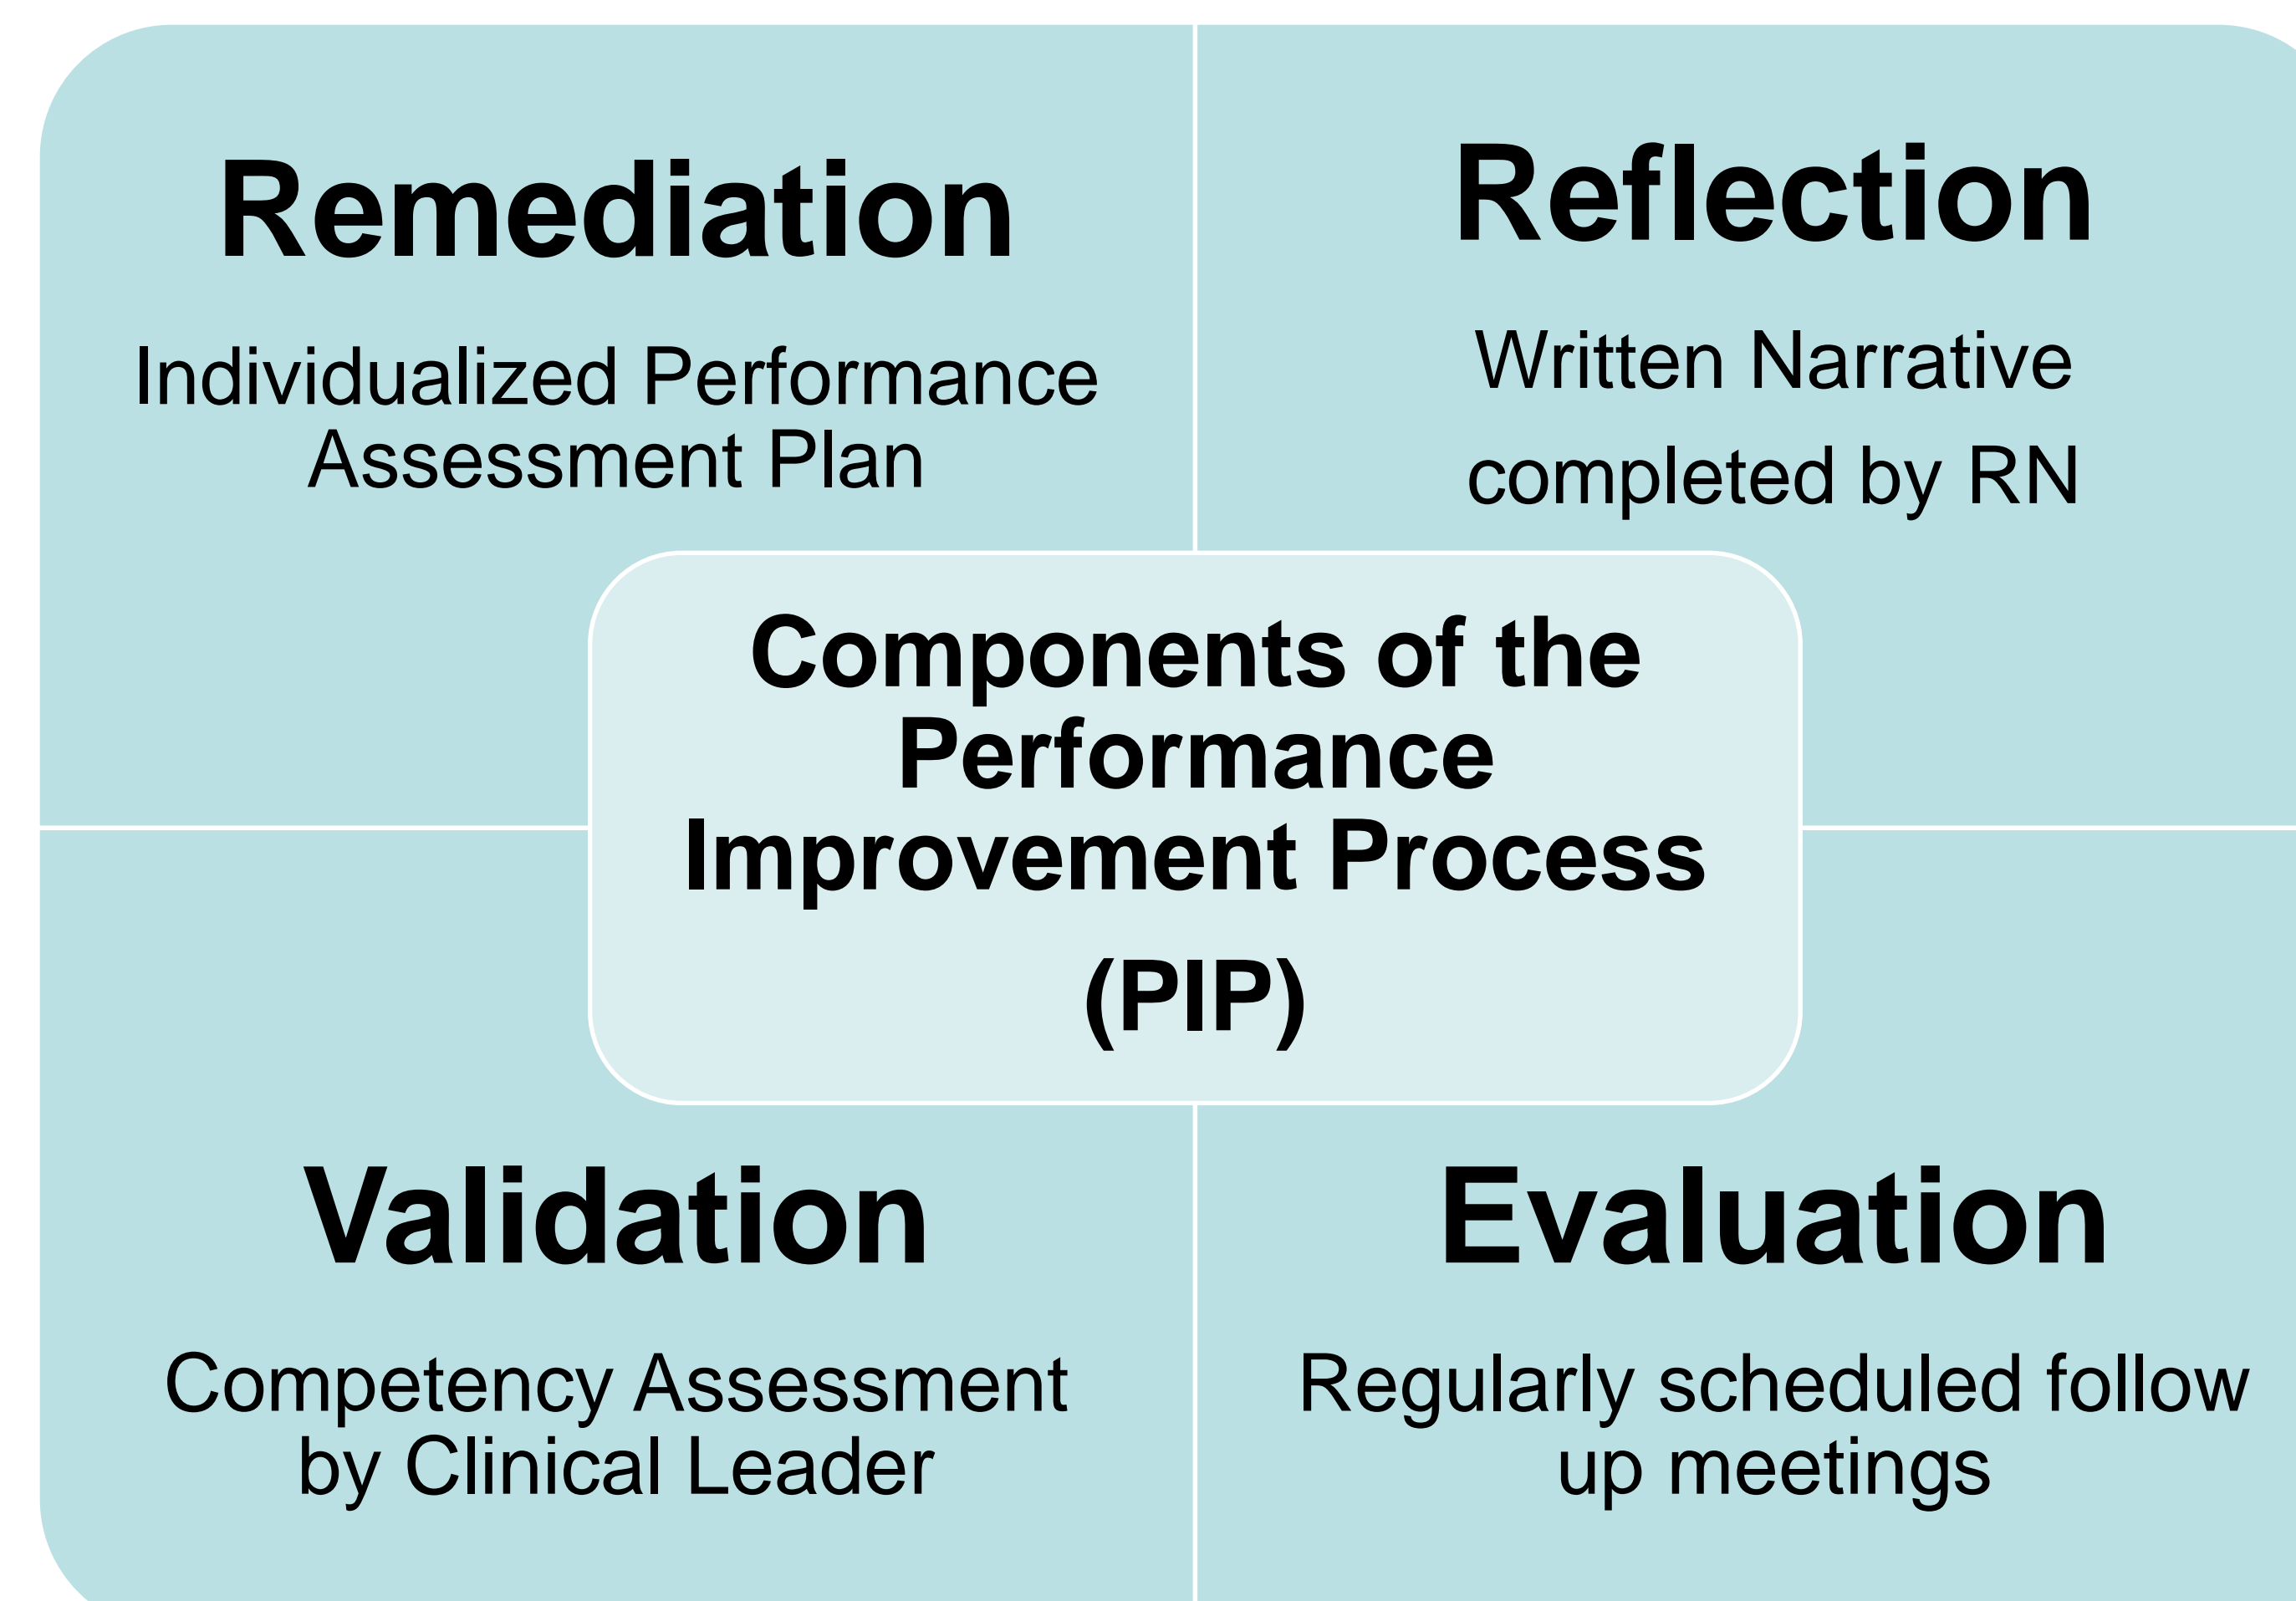 Remediation
Individualized Performance
Assessment Plan
Reflection
Written Narrative
completed by RN
Components of the
Performance
Improvement Process
(PIP)
Validation
Competency Assessment
by Clinical Leader
Evaluation
Regularly scheduled follow
up meetings